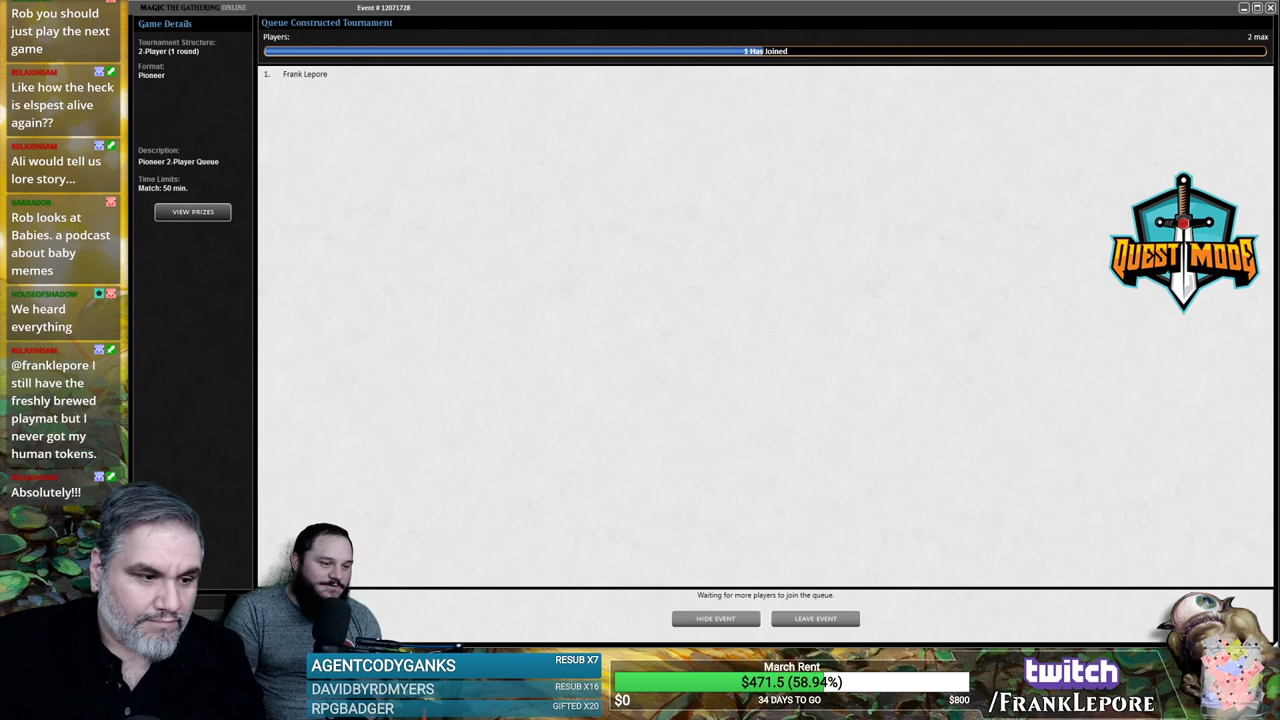 MAGIC THE GATHERING ONLINE
Event # 12071728
Rob you should
just play the next
game
RELAXINSAM
Like how the heck
is elspest alive
again??
RELAXINSAM
Ali would tell us
lore story...
GARXADOR
Rob looks at
Babies. a podcast
about baby
memes
HOUSEOFSHADOW
We heard
everything
RELAXINSAM
@franklepore I
still have the
freshly brewed
playmat but I
never got my
human tokens.
Absolutely!!!
Game Details
Tournament Structure:
2-Player (1 round)
Format:
Pioneer
Description:
Pioneer 2-Player Queue
Time Limits:
Match: 50 min.
VIEW PRIZES
Queue Constructed Tournament
Players:
1 Has Joined
2 max
1. Frank Lepore
QUEST MODE
Waiting for more players to join the queue.
HIDE EVENT
LEAVE EVENT
AGENTCODYGANKS RESUB X7
DAVIDBYRDMYERS RESUB X16
RPGBADGER GIFTED X20
March Rent
$471.5 (58.94%)
$0 34 DAYS TO GO $800
twitch
/FRANKLEPORE